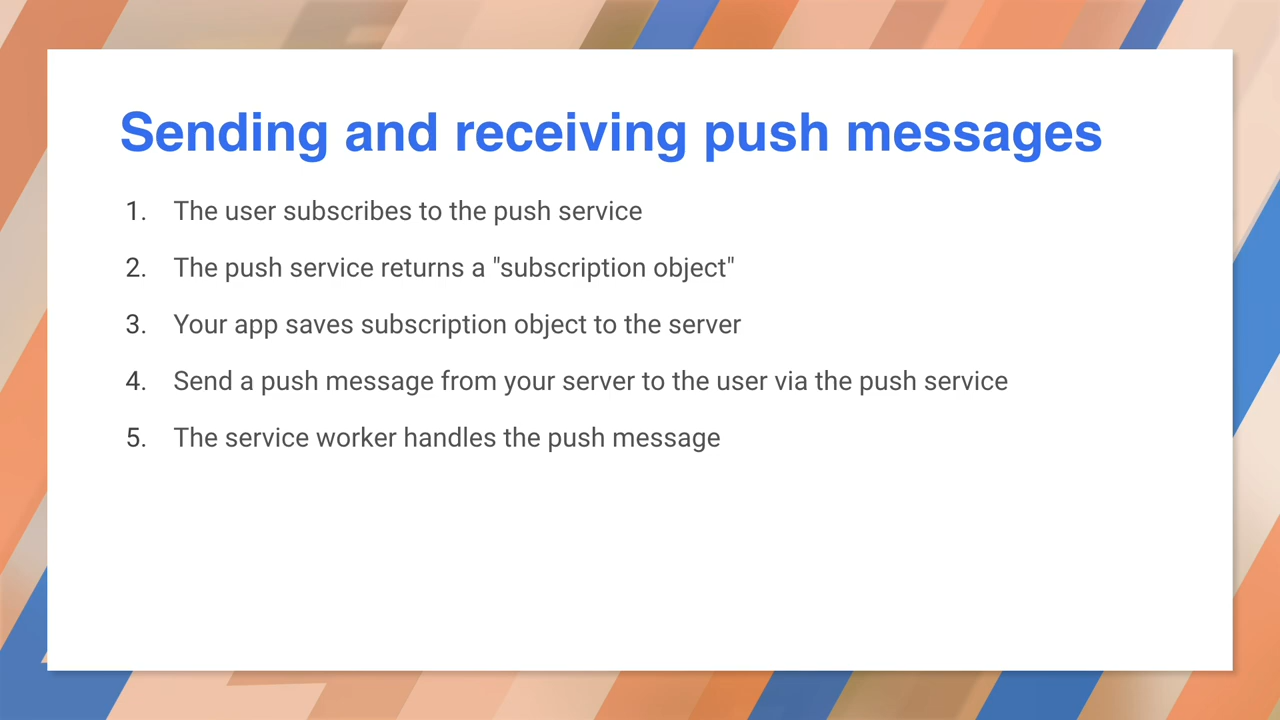 Sending and receiving push messages
1. The user subscribes to the push service
2. The push service returns a "subscription object"
3. Your app saves subscription object to the server
4. Send a push message from your server to the user via the push service
5. The service worker handles the push message